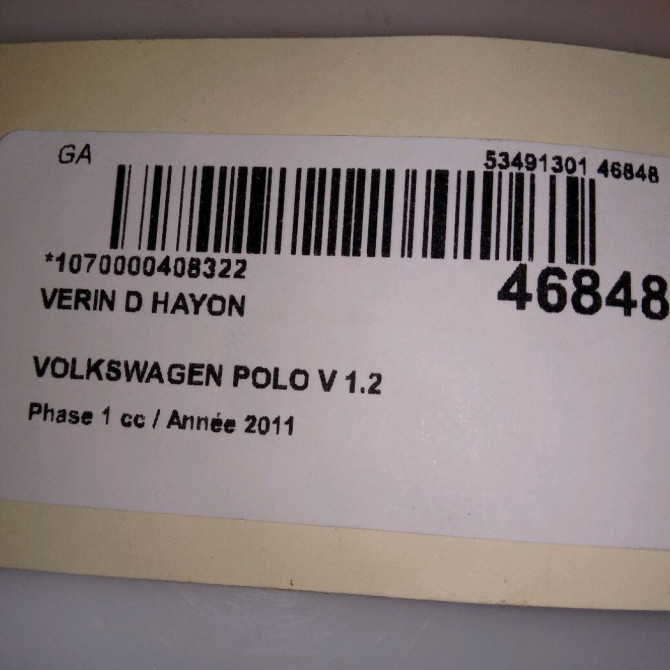 GA
53491301 46848
*1070000408322
46848
VERIN D HAYON
VOLKSWAGEN POLO V 1.2
Phase 1 cc / Année 2011